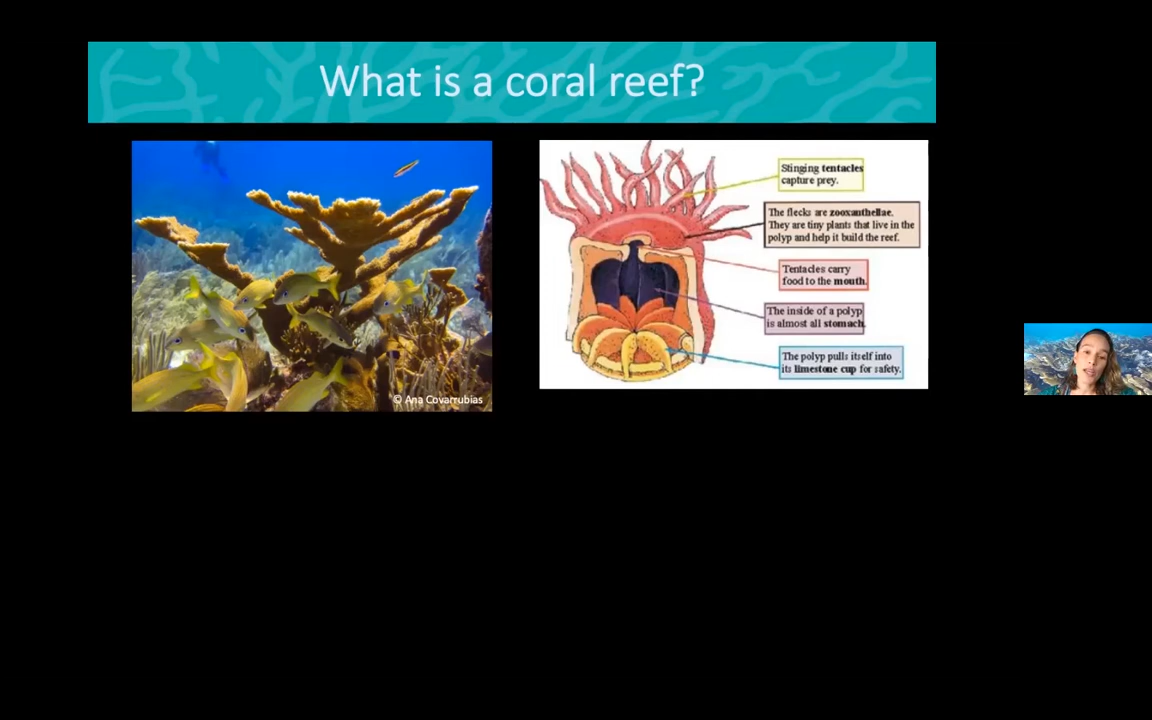 What is a coral reef?
© Ana Covarrubias
Stinging tentacles
capture prey.
The flecks are zooxanthellae.
They are tiny plants that live in the
polyp and help it build the reef.
Tentacles carry
food to the mouth.
The inside of a polyp
is almost all stomach.
The polyp pulls itself into
its limestone cup for safety.